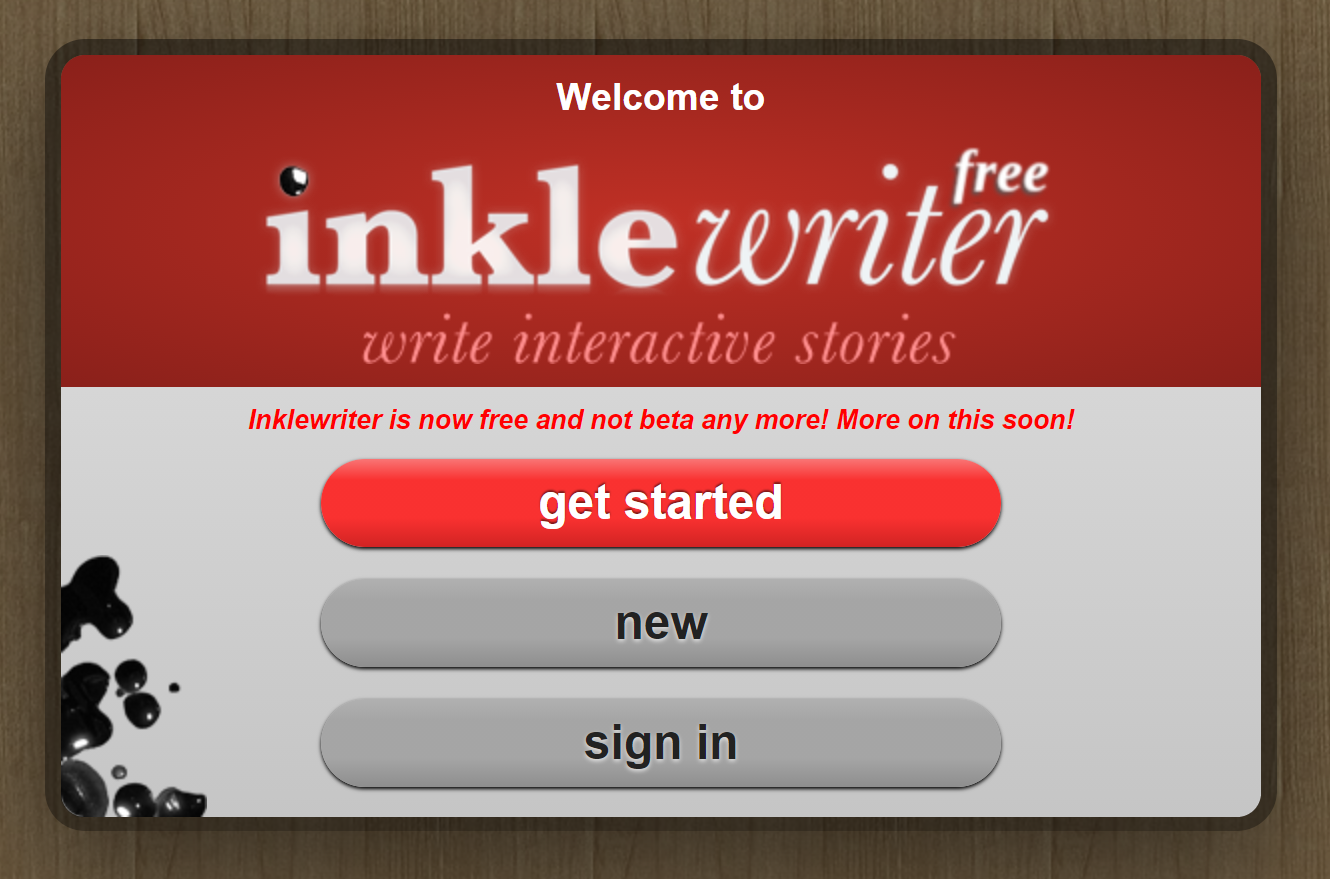 Welcome to
inklewriter free
write interactive stories
Inklewriter is now free and not beta any more! More on this soon!
get started
new
sign in